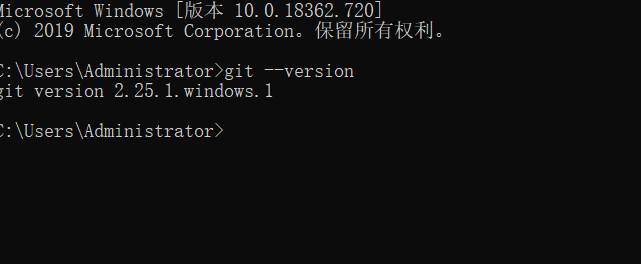 Microsoft Windows [版本 10.0.18362.720]
(c) 2019 Microsoft Corporation。保留所有权利。
C:\Users\Administrator>git --version
git version 2.25.1.windows.1
C:\Users\Administrator>